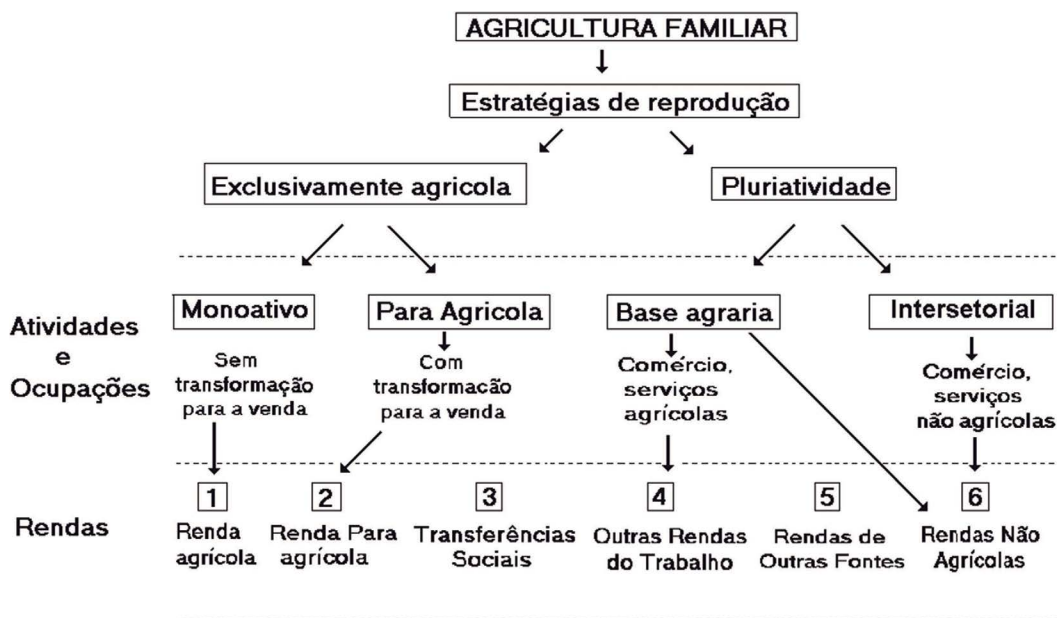 AGRICULTURA FAMILIAR
Estratégias de reprodução
Exclusivamente agricola
Pluriatividade
Atividades
e
Ocupações
Monoativo
Para Agricola
Base agraria
Intersetorial
Sem
transformação
para a venda
Com
transformacão
para a venda
Comércio,
serviços
agrícolas
Comércio,
serviços
não agrícolas
Rendas
1
Renda
agrícola
2
Renda Para
agrícola
3
Transferências
Sociais
4
Outras Rendas
do Trabalho
5
Rendas de
Outras Fontes
6
Rendas Não
Agrícolas